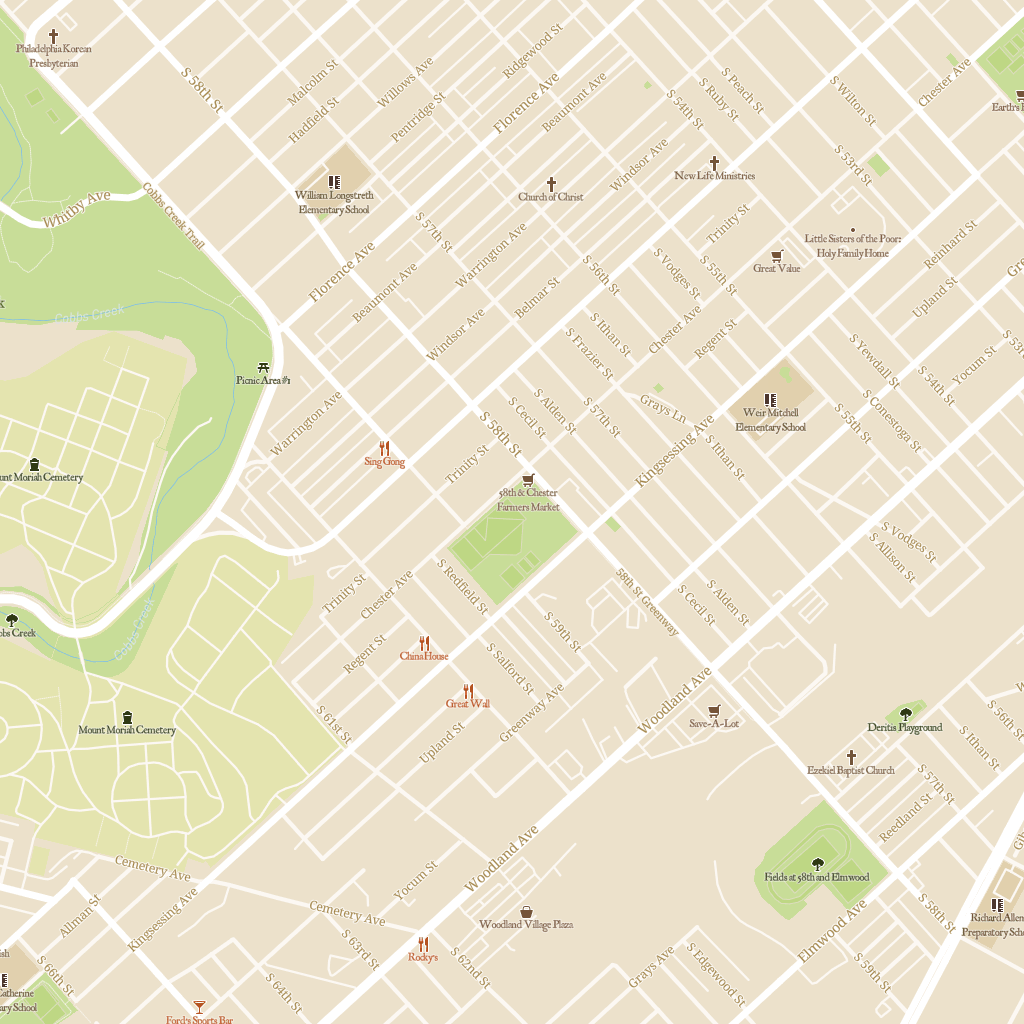 Philadelphia Korean
Presbyterian
S 58th St
Malcolm St
Hadfield St
Willows Ave
Pentridge St
Ridgewood St
Florence Ave
Beaumont Ave
S 54th St
S Ruby St
S Peach St
S Wilton St
Chester Ave
Windsor Ave
New Life Ministries
S 53rd St
William Longstreth
Elementary School
Church of Christ
Whitby Ave
Cobbs Creek Trail
S 57th St
Warrington Ave
Florence Ave
Beaumont Ave
S 56th St
S Vodges St
S 55th St
Trinity St
Great Value
Little Sisters of the Poor:
Holy Family Home
Reinhard St
Upland St
Cobbs Creek
Belmar St
Windsor Ave
S Ithan St
S Frazier St
Chester Ave
Regent St
S Yewdall St
S 54th St
Yocum St
Picnic Area #1
Warrington Ave
S Cecil St
S Alden St
S 57th St
Grays Ln
Weir Mitchell
Elementary School
S 55th St
S Conestoga St
S 58th St
Sing Gong
Trinity St
Kingsessing Ave
S Ithan St
Mount Moriah Cemetery
58th & Chester
Farmers Market
S Vodges St
S Allison St
Trinity St
Chester Ave
S Redfield St
58th St Greenway
S Cecil St
S Alden St
Cobbs Creek
Cobbs Creek
S 59th St
Regent St
China House
S Salford St
Great Wall
Greenway Ave
Upland St
Woodland Ave
Save-A-Lot
S 61st St
Mount Moriah Cemetery
Deritis Playground
S 56th St
S Ithan St
Ezekiel Baptist Church
S 57th St
Reedland St
Cemetery Ave
Woodland Ave
Fields at 58th and Elmwood
Yocum St
Allman St
Kingsessing Ave
Cemetery Ave
Woodland Village Plaza
Elmwood Ave
S 58th St
Richard Allen
Preparatory School
S 63rd St
Rocky's
S 62nd St
Grays Ave
S Edgewood St
S 59th St
S 66th St
S 64th St
Ford's Sports Bar